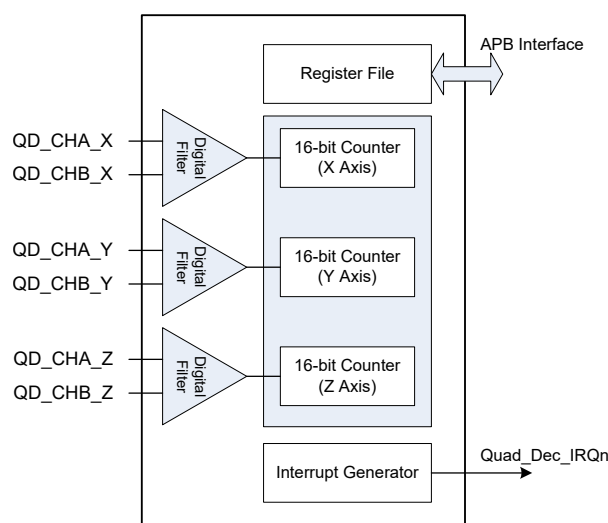 APB Interface
Register File
QD_CHA_X
QD_CHB_X
Digital
Filter
16-bit Counter
(X Axis)
QD_CHA_Y
QD_CHB_Y
Digital
Filter
16-bit Counter
(Y Axis)
QD_CHA_Z
QD_CHB_Z
Digital
Filter
16-bit Counter
(Z Axis)
Interrupt Generator
Quad_Dec_IRQn